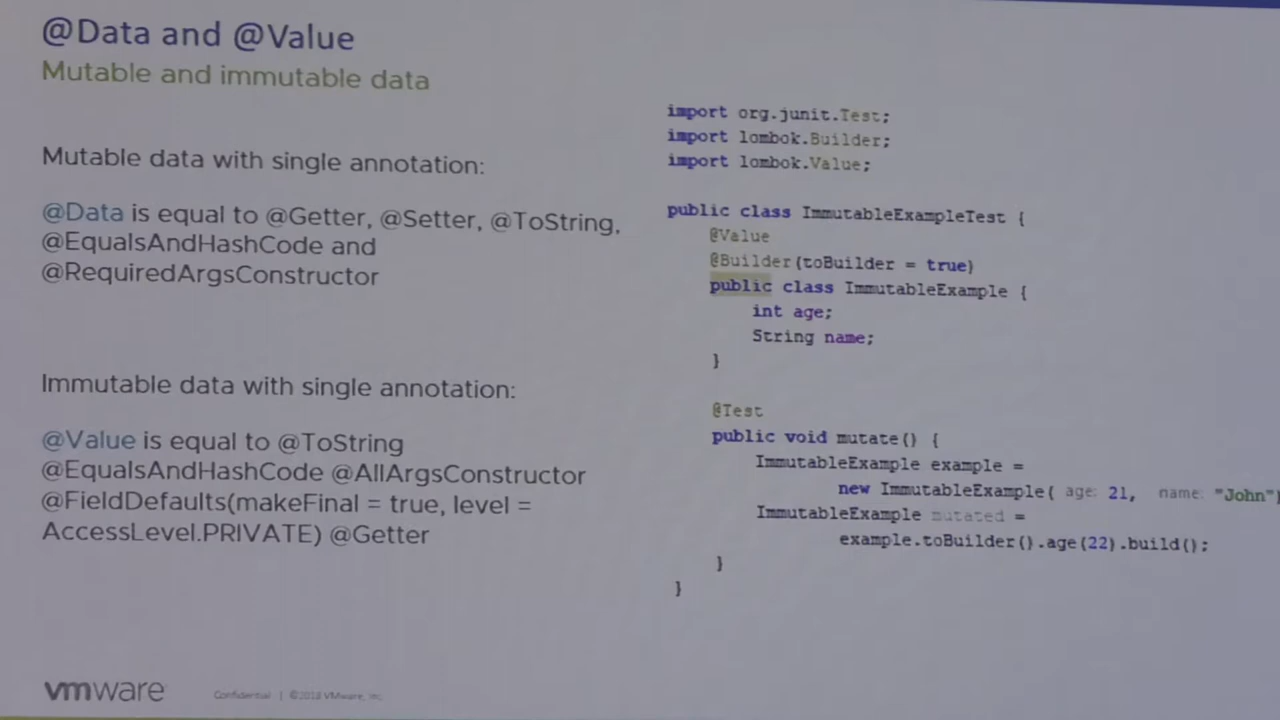 @Data and @Value
Mutable and immutable data
Mutable data with single annotation:
@Data is equal to @Getter, @Setter, @ToString,
@EqualsAndHashCode and
@RequiredArgsConstructor
Immutable data with single annotation:
@Value is equal to @ToString
@EqualsAndHashCode @AllArgsConstructor
@FieldDefaults(makeFinal = true, level =
AccessLevel.PRIVATE) @Getter
import org.junit.Test;
import lombok.Builder;
import lombok.Value;
public class ImmutableExampleTest {
@Value
@Builder(toBuilder = true)
public class ImmutableExample {
int age;
String name;
}
@Test
public void mutate() {
ImmutableExample example =
new ImmutableExample( age: 21, name: "John")
ImmutableExample mutated =
example.toBuilder().age(22).build();
}
}
vmware
Confidential | ©2018 VMware, Inc.